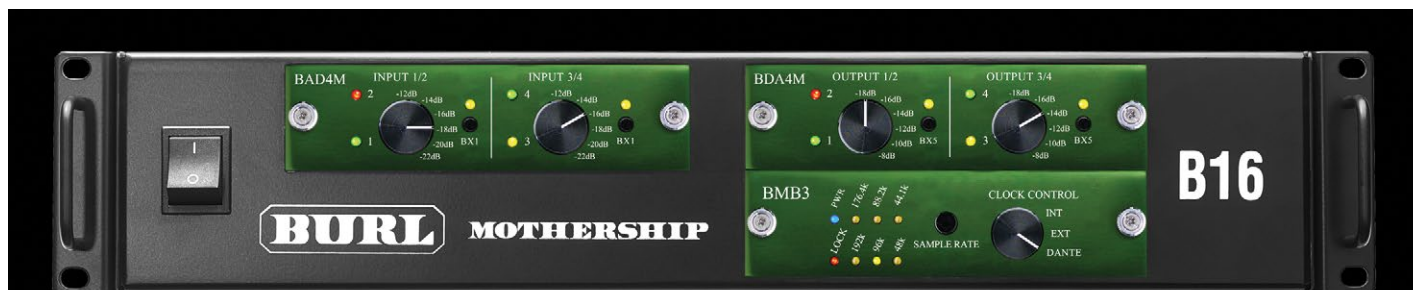 BAD4M
INPUT 1/2
2
1
-12dB
-14dB
-16dB
-18dB
-20dB
-22dB
BX1
INPUT 3/4
4
3
-12dB
-14dB
-16dB
-18dB
-20dB
-22dB
BX1
BDA4M
OUTPUT 1/2
2
1
-18dB
-16dB
-14dB
-12dB
-10dB
-8dB
BX5
OUTPUT 3/4
4
3
-18dB
-16dB
-14dB
-12dB
-10dB
-8dB
BX5
I
O
BURL
MOTHERSHIP
BMB3
PWR
176.4k
88.2k
44.1k
LOCK
192k
96k
48k
SAMPLE RATE
CLOCK CONTROL
INT
EXT
DANTE
B16